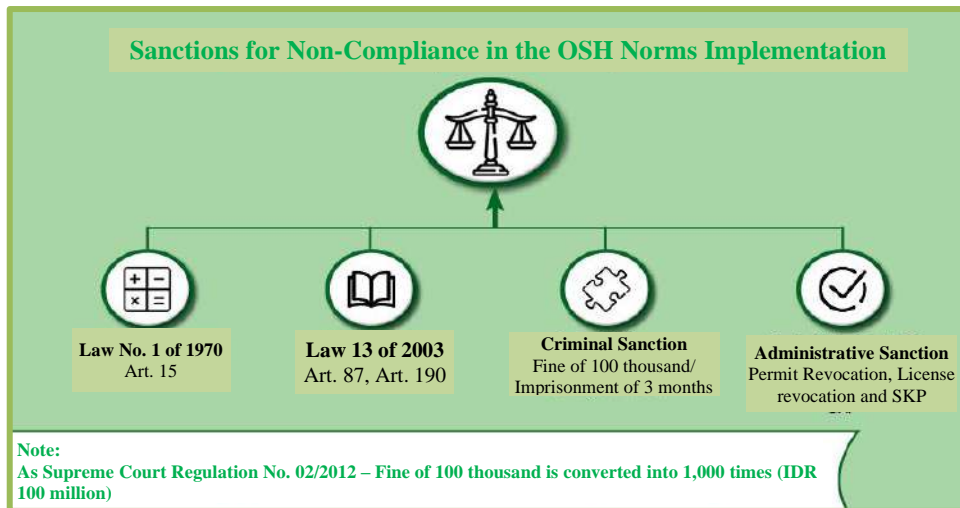 Sanctions for Non-Compliance in the OSH Norms Implementation
Law No. 1 of 1970
Art. 15
Law 13 of 2003
Art. 87, Art. 190
Criminal Sanction
Fine of 100 thousand/
Imprisonment of 3 months
Administrative Sanction
Permit Revocation, License
revocation and SKP
Note:
As Supreme Court Regulation No. 02/2012 – Fine of 100 thousand is converted into 1,000 times (IDR
100 million)